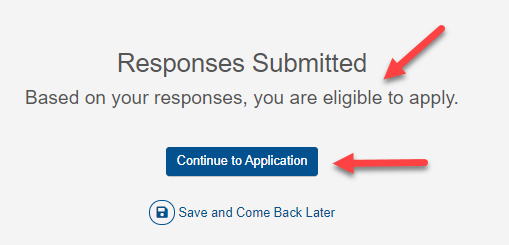 Responses Submitted
Based on your responses, you are eligible to apply.
Continue to Application
Save and Come Back Later